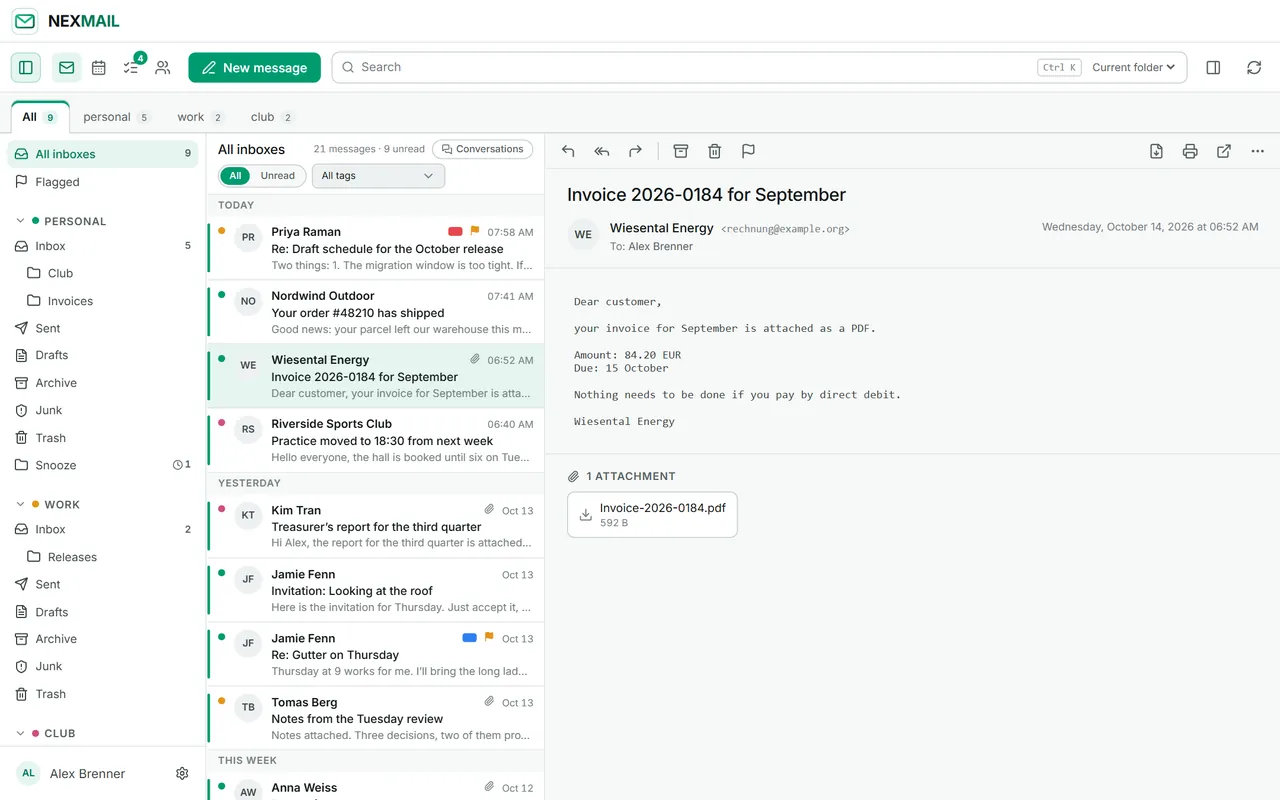 NEXMAIL
4
New message
Search
Ctrl K
Current folder
All 9
personal 5
work 2
club 2
All inboxes 9
Flagged
PERSONAL
Inbox 5
Club
Invoices
Sent
Drafts
Archive
Junk
Trash
Snooze 1
WORK
Inbox 2
Releases
Sent
Drafts
Archive
Junk
Trash
CLUB
AL Alex Brenner
All inboxes 21 messages · 9 unread Conversations
All Unread All tags
TODAY
PR Priya Raman 07:58 AM
Re: Draft schedule for the October release
Two things: 1. The migration window is too tight. If...
NO Nordwind Outdoor 07:41 AM
Your order #48210 has shipped
Good news: your parcel left our warehouse this m...
WE Wiesental Energy 06:52 AM
Invoice 2026-0184 for September
Dear customer, your invoice for September is atta...
RS Riverside Sports Club 06:40 AM
Practice moved to 18:30 from next week
Hello everyone, the hall is booked until six on Tue...
YESTERDAY
KT Kim Tran Oct 13
Treasurer's report for the third quarter
Hi Alex, the report for the third quarter is attached...
JF Jamie Fenn Oct 13
Invitation: Looking at the roof
Here is the invitation for Thursday. Just accept it, ...
JF Jamie Fenn Oct 13
Re: Gutter on Thursday
Thursday at 9 works for me. I'll bring the long lad...
TB Tomas Berg Oct 13
Notes from the Tuesday review
Notes attached. Three decisions, two of them pro...
THIS WEEK
AW Anna Weiss Oct 12
Invoice 2026-0184 for September
WE Wiesental Energy <rechnung@example.org> Wednesday, October 14, 2026 at 06:52 AM
To: Alex Brenner
Dear customer,
your invoice for September is attached as a PDF.
Amount: 84.20 EUR
Due: 15 October
Nothing needs to be done if you pay by direct debit.
Wiesental Energy
1 ATTACHMENT
Invoice-2026-0184.pdf
592 B